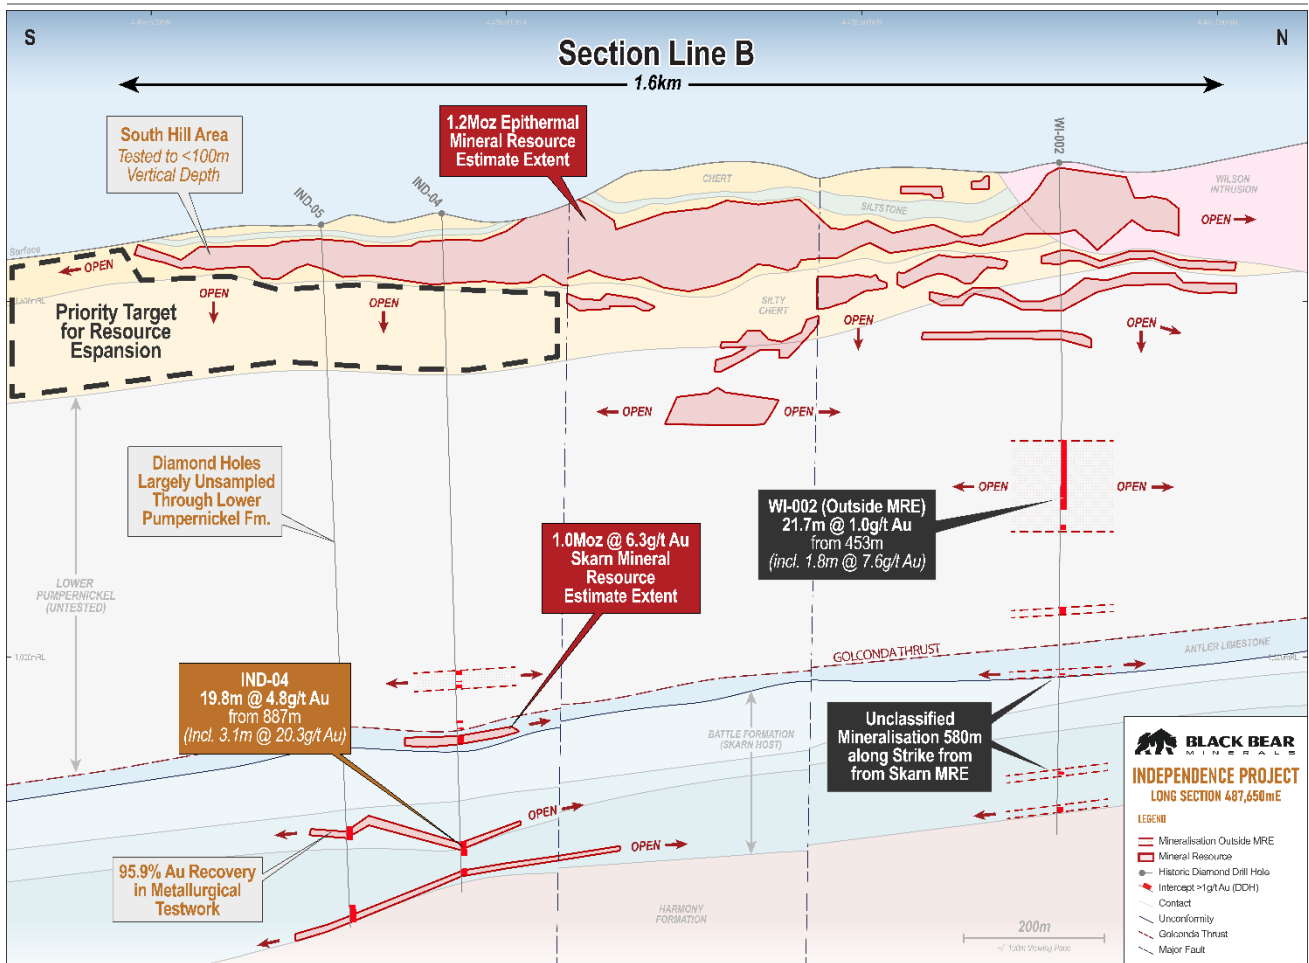 S
N
Section Line B
1.6km
South Hill Area
Tested to <100m
Vertical Depth
1.2Moz Epithermal
Mineral Resource
Estimate Extent
IND-05
IND-04
WI-002
CHERT
SILTSTONE
WILSON
INTRUSION
Surface
OPEN
OPEN
OPEN
OPEN
Priority Target
for Resource
Expansion
SILTY
CHERT
OPEN
OPEN
OPEN
OPEN
Diamond Holes
Largely Unsampled
Through Lower
Pumpernickel Fm.
WI-002 (Outside MRE)
21.7m @ 1.0g/t Au
from 453m
(incl. 1.8m @ 7.6g/t Au)
OPEN
OPEN
1.0Moz @ 6.3g/t Au
Skarn Mineral
Resource
Estimate Extent
LOWER
PUMPERNICKEL
(UNTESTED)
GOLCONDA THRUST
ANTLER LIMESTONE
IND-04
19.8m @ 4.8g/t Au
from 887m
(Incl. 3.1m @ 20.3g/t Au)
BATTLE FORMATION
(SKARN HOST)
Unclassified
Mineralisation 580m
along Strike from
from Skarn MRE
OPEN
OPEN
95.9% Au Recovery
in Metallurgical
Testwork
HARMONY
FORMATION
200m
+/- 100m Viewing Plane
BLACK BEAR
MINERALS
INDEPENDENCE PROJECT
LONG SECTION 487,650mE
LEGEND
Mineralisation Outside MRE
Mineral Resource
Historic Diamond Drill Hole
Intercept >1g/t Au (DDH)
Contact
Unconformity
Golconda Thrust
Major Fault